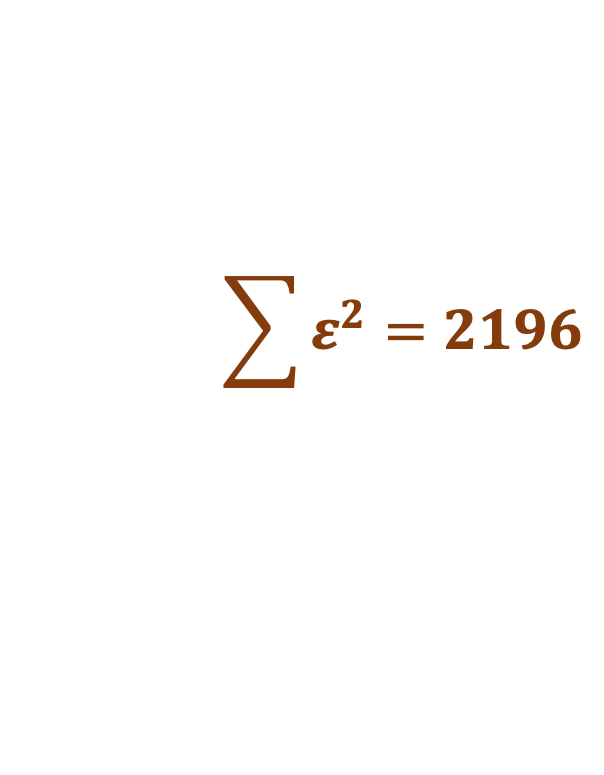 ∑ ε² = 2196